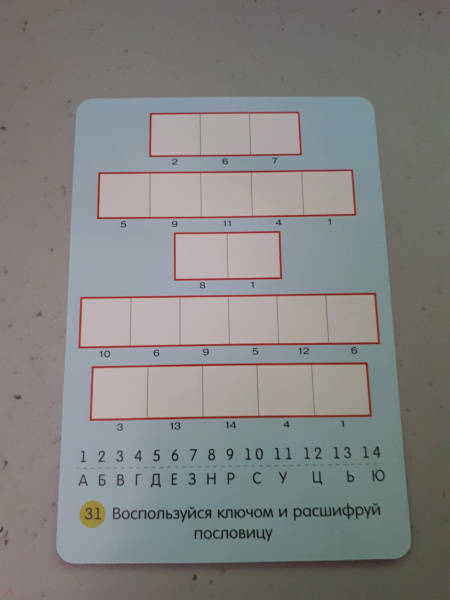 2 6 7
5 9 11 4 1
8 1
10 6 9 5 12 6
3 13 14 4 1
1 2 3 4 5 6 7 8 9 10 11 12 13 14
А Б В Г Д Е З Н Р С У Ц Ь Ю
31 Воспользуйся ключом и расшифруй
пословицу